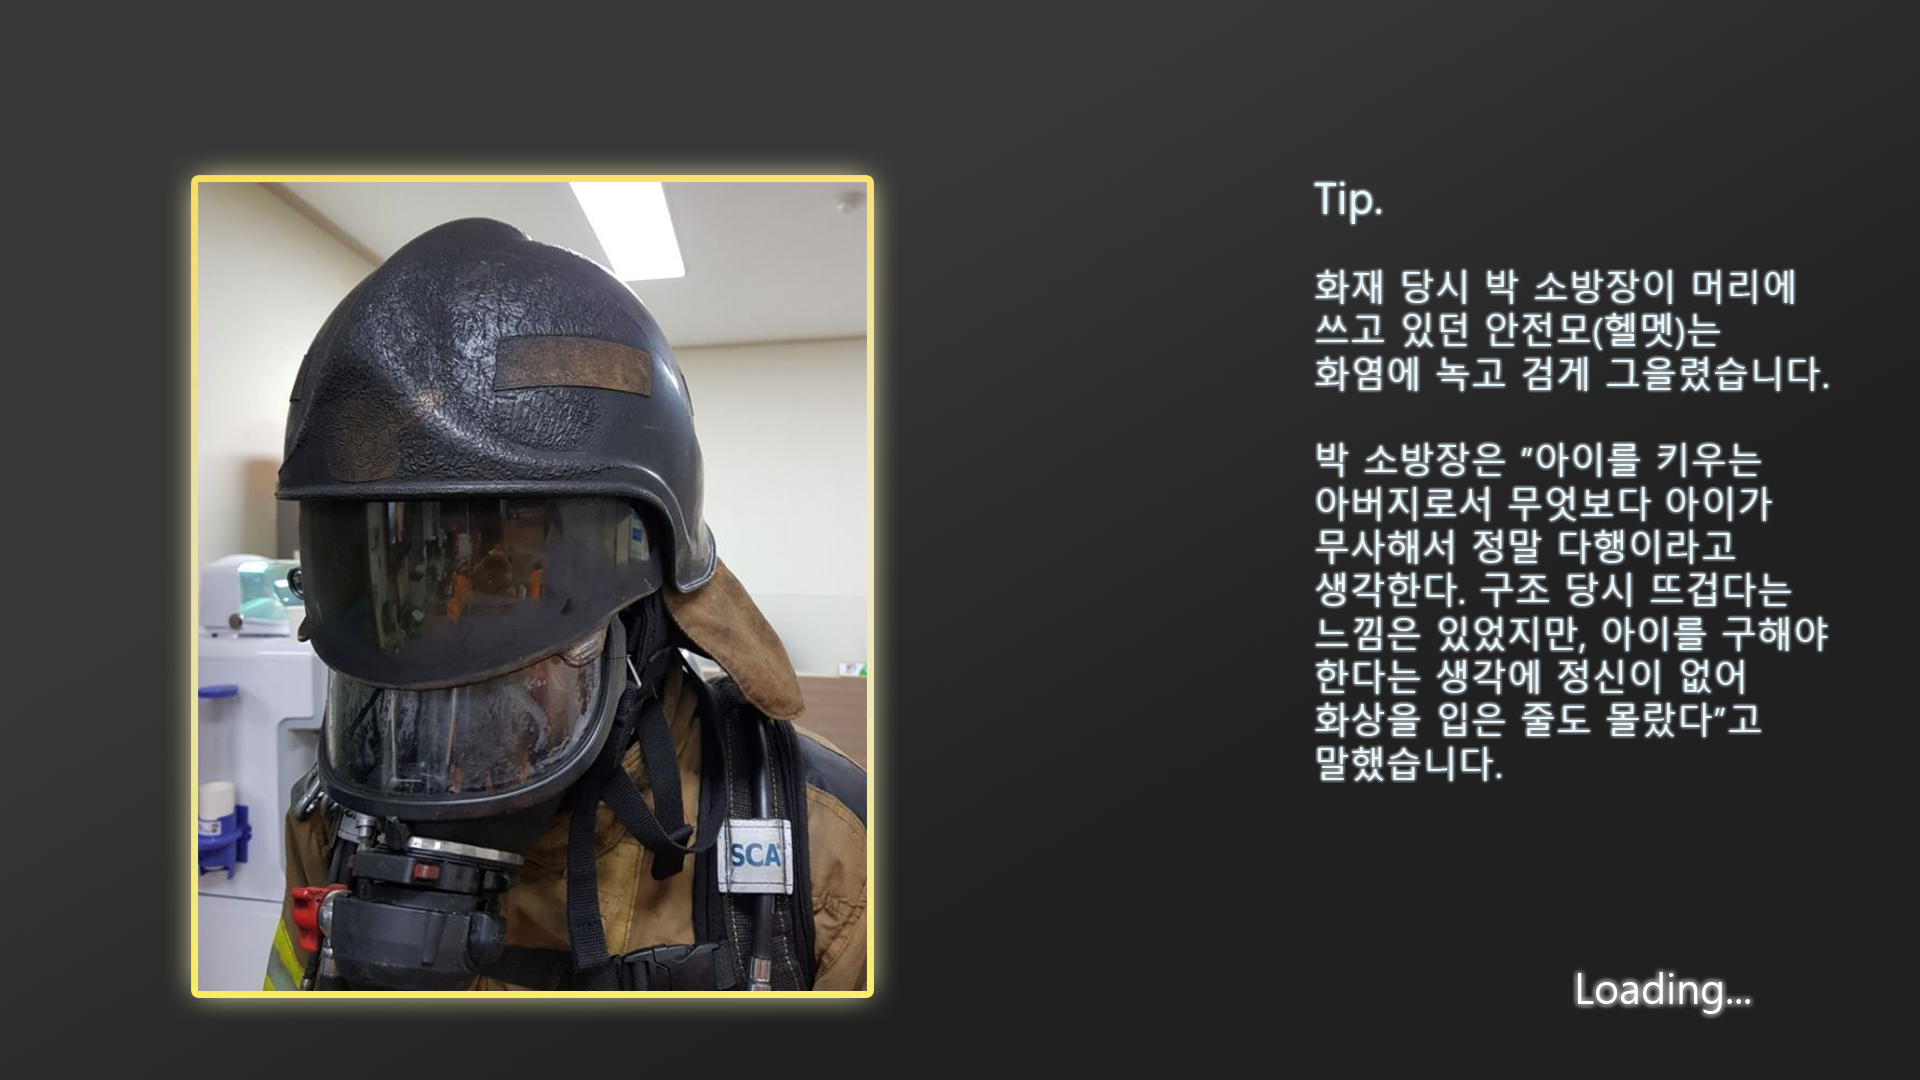 Tip.
화재 당시 박 소방장이 머리에
쓰고 있던 안전모(헬멧)는
화염에 녹고 검게 그을렸습니다.
박 소방장은 "아이를 키우는
아버지로서 무엇보다 아이가
무사해서 정말 다행이라고
생각한다. 구조 당시 뜨겁다는
느낌은 있었지만, 아이를 구해야
한다는 생각에 정신이 없어
화상을 입은 줄도 몰랐다"고
말했습니다.
SCA
Loading...